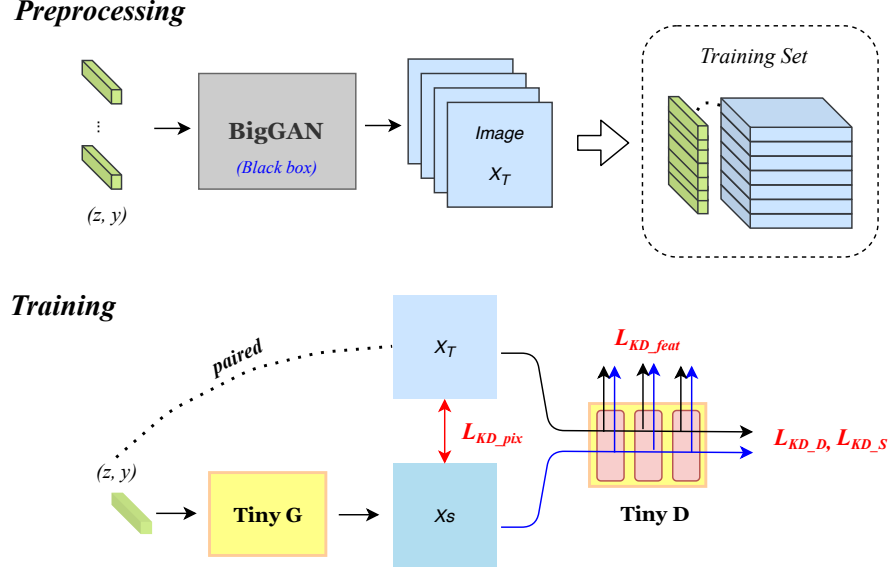 Preprocessing
Training Set
BigGAN
(Black box)
Image
X_T
...
(z, y)
Training
paired
X_T
L_KD_feat
L_KD_pix
L_KD_D, L_KD_S
(z, y)
Tiny G
Xs
Tiny D